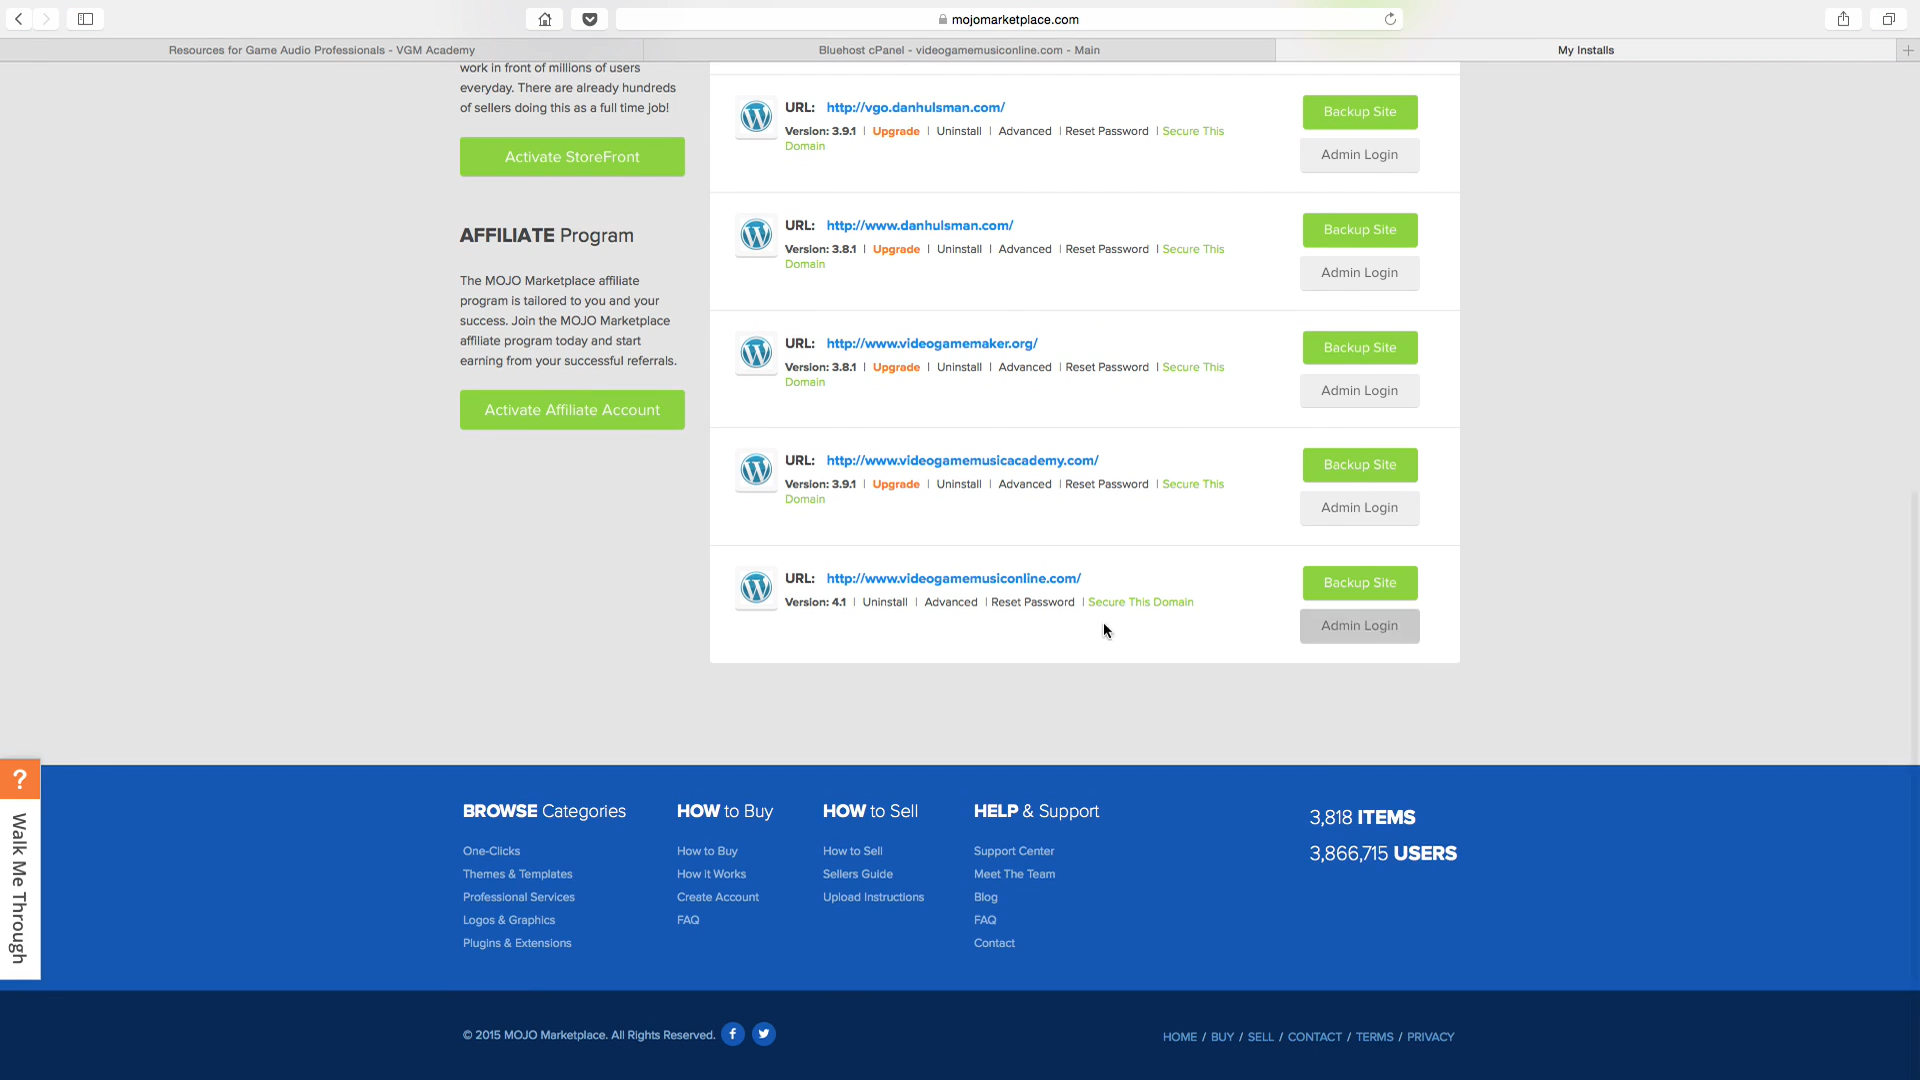 mojomarketplace.com
Resources for Game Audio Professionals - VGM Academy
Bluehost cPanel - videogamemusiconline.com - Main
My Installs
work in front of millions of users
everyday. There are already hundreds
of sellers doing this as a full time job!
Activate StoreFront
AFFILIATE Program
The MOJO Marketplace affiliate
program is tailored to you and your
success. Join the MOJO Marketplace
affiliate program today and start
earning from your successful referrals.
Activate Affiliate Account
URL: http://vgo.danhulsman.com/
Version: 3.9.1 | Upgrade | Uninstall | Advanced | Reset Password | Secure This
Domain
Backup Site
Admin Login
URL: http://www.danhulsman.com/
Version: 3.8.1 | Upgrade | Uninstall | Advanced | Reset Password | Secure This
Domain
Backup Site
Admin Login
URL: http://www.videogamemaker.org/
Version: 3.8.1 | Upgrade | Uninstall | Advanced | Reset Password | Secure This
Domain
Backup Site
Admin Login
URL: http://www.videogamemusicacademy.com/
Version: 3.9.1 | Upgrade | Uninstall | Advanced | Reset Password | Secure This
Domain
Backup Site
Admin Login
URL: http://www.videogamemusiconline.com/
Version: 4.1 | Uninstall | Advanced | Reset Password | Secure This Domain
Backup Site
Admin Login
?
Walk Me Through
BROWSE Categories
One-Clicks
Themes & Templates
Professional Services
Logos & Graphics
Plugins & Extensions
HOW to Buy
How to Buy
How it Works
Create Account
FAQ
HOW to Sell
How to Sell
Sellers Guide
Upload Instructions
HELP & Support
Support Center
Meet The Team
Blog
FAQ
Contact
3,818 ITEMS
3,866,715 USERS
© 2015 MOJO Marketplace. All Rights Reserved.
HOME / BUY / SELL / CONTACT / TERMS / PRIVACY